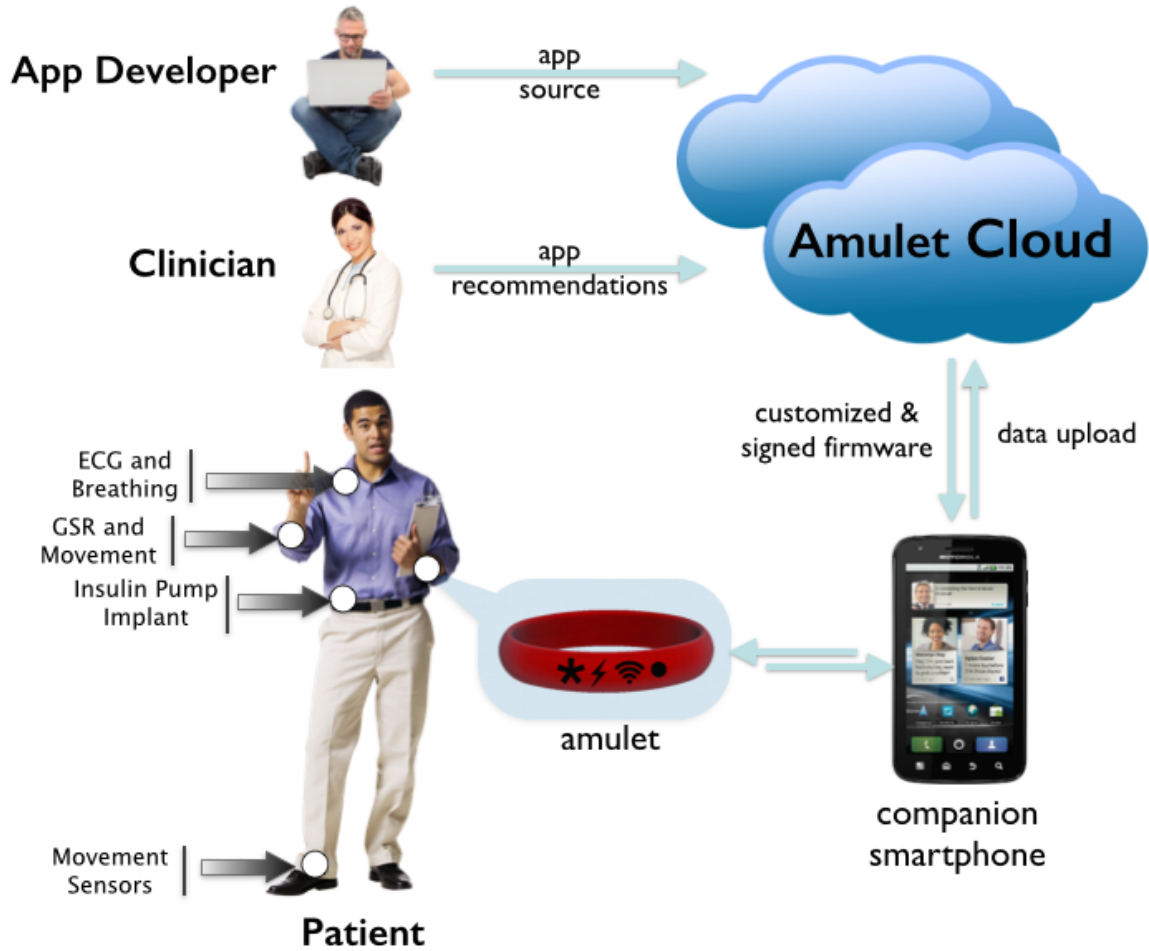 App Developer
app
source
Clinician
app
recommendations
Amulet Cloud
customized &
signed firmware
data upload
ECG and
Breathing
GSR and
Movement
Insulin Pump
Implant
Movement
Sensors
Patient
amulet
MOTOROLA
companion
smartphone